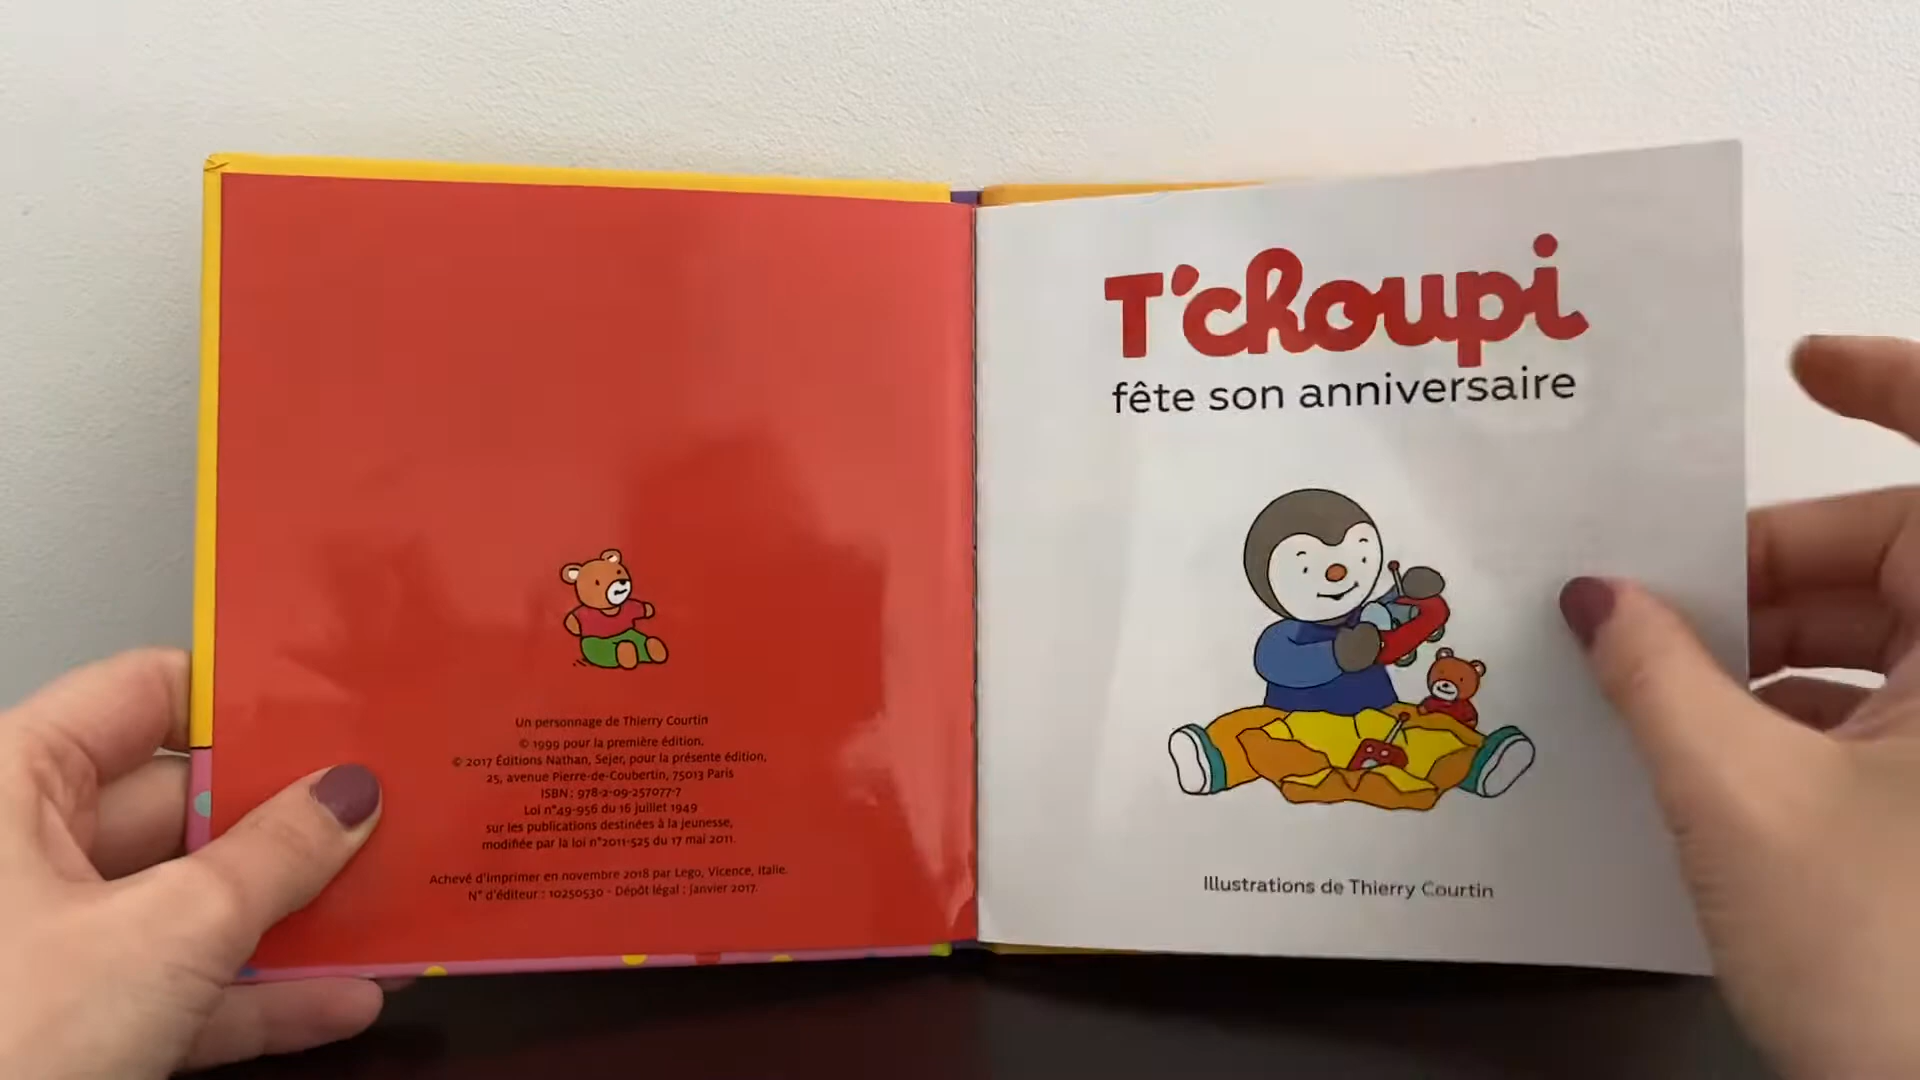 Un personnage de Thierry Courtin
© 1999 pour la première édition.
© 2017 Éditions Nathan, Sejer, pour la présente édition,
25, avenue Pierre-de-Coubertin, 75013 Paris
ISBN : 978-2-09-257077-7
Loi n°49-956 du 16 juillet 1949
sur les publications destinées à la jeunesse,
modifiée par la loi n°2011-525 du 17 mai 2011.
Achevé d'imprimer en novembre 2018 par Lego, Vicence, Italie.
N° d'éditeur : 10250530 - Dépôt légal : janvier 2017.
T'choupi
fête son anniversaire
Illustrations de Thierry Courtin